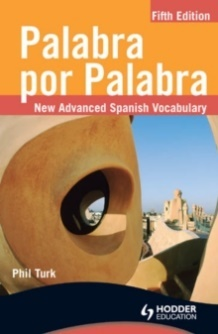 Fifth Edition
Palabra
por Palabra
New Advanced Spanish Vocabulary
Phil Turk
HODDER
EDUCATION